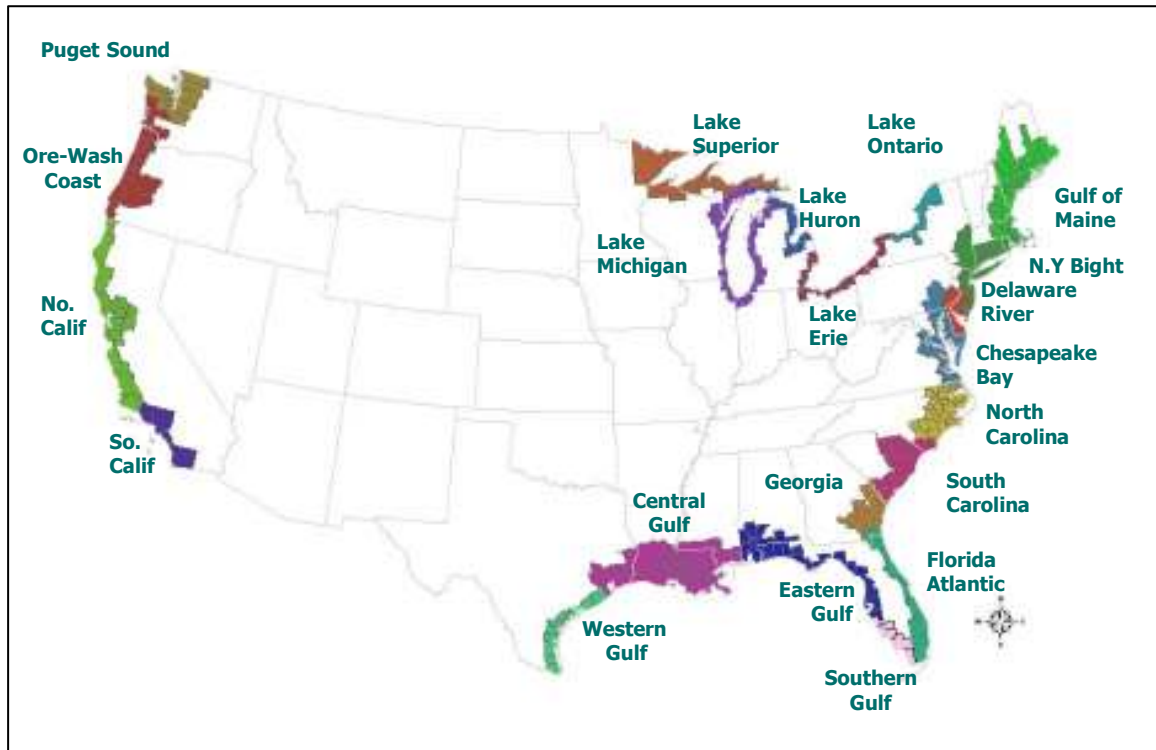 Puget Sound
Ore-Wash
Coast
No.
Calif
So.
Calif
Lake
Superior
Lake
Michigan
Lake
Huron
Lake
Erie
Lake
Ontario
Gulf of
Maine
N.Y Bight
Delaware
River
Chesapeake
Bay
North
Carolina
South
Carolina
Georgia
Florida
Atlantic
Central
Gulf
Eastern
Gulf
Western
Gulf
Southern
Gulf